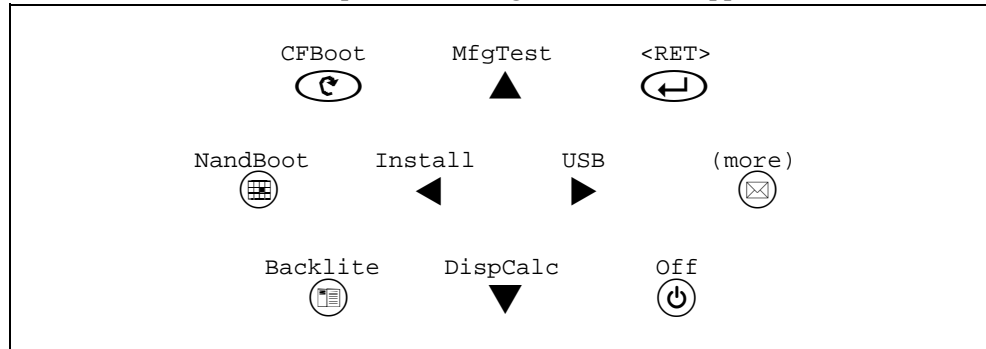 CFBoot MfgTest <RET>
NandBoot Install USB (more)
Backlite DispCalc Off